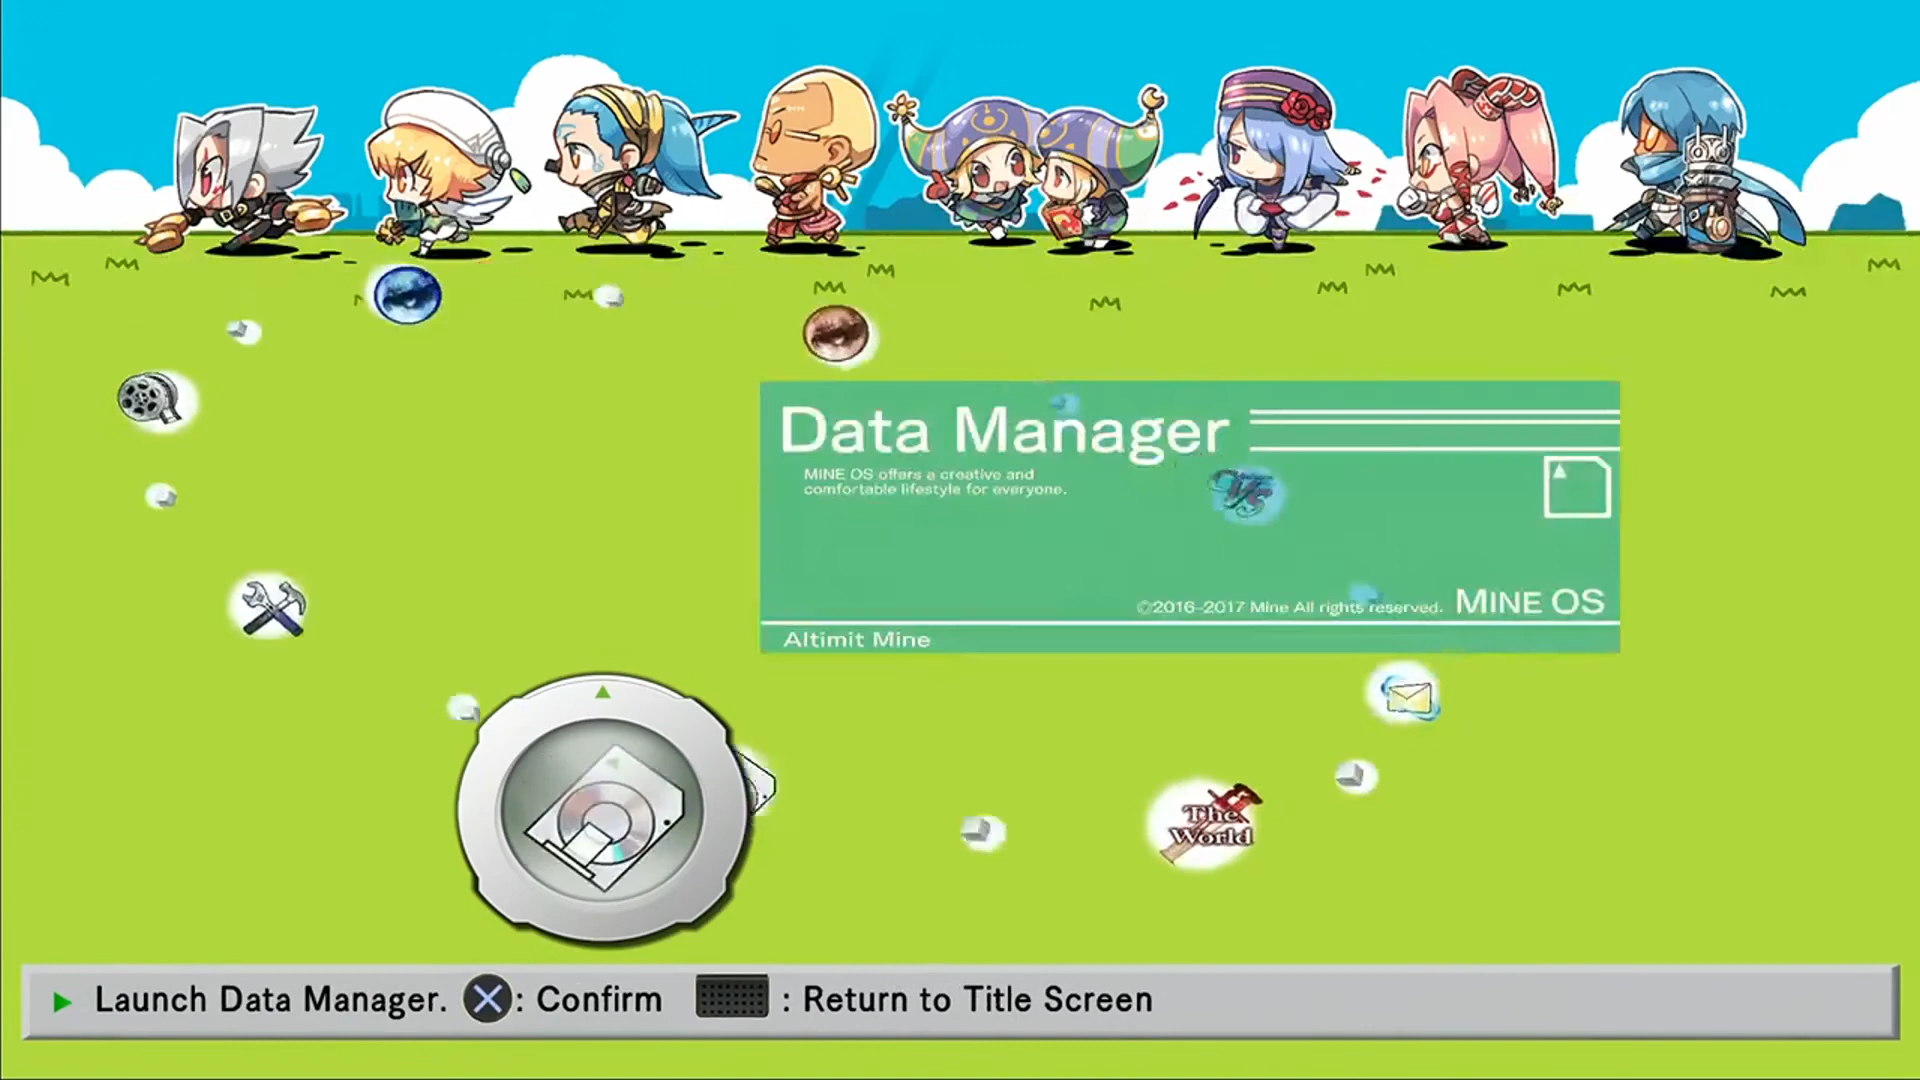 Data Manager
MINE OS offers a creative and
comfortable lifestyle for everyone.
VS
©2016-2017 Mine All rights reserved. MINE OS
Altimit Mine
The
World
Launch Data Manager. : Confirm : Return to Title Screen